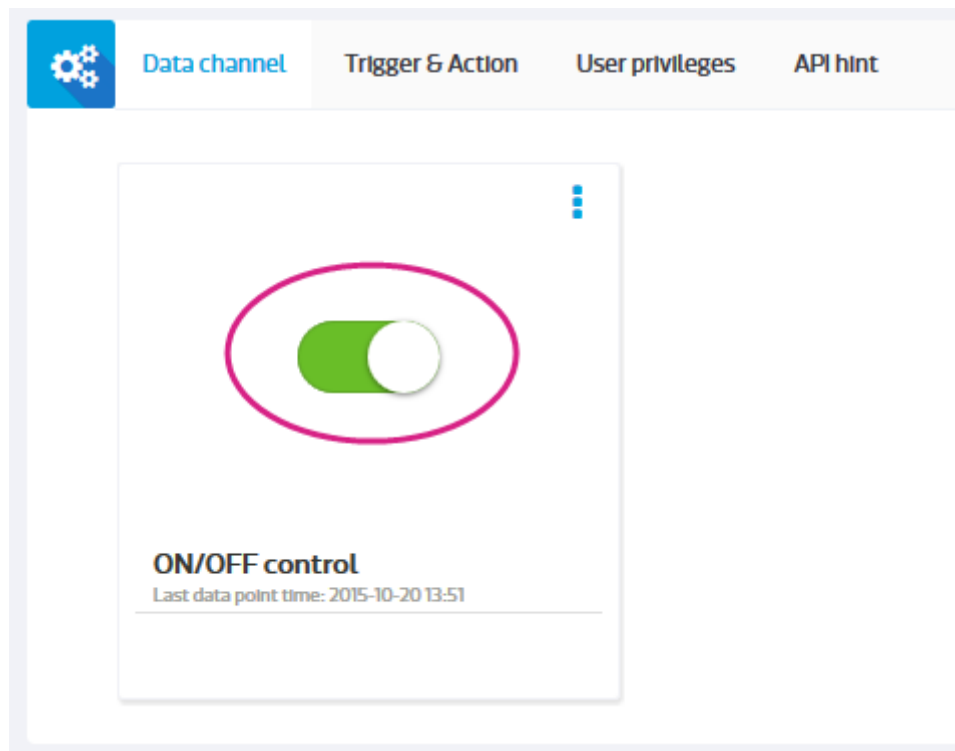 Data channel Trigger & Action User privileges API hint
ON/OFF control
Last data point time: 2015-10-20 13:51